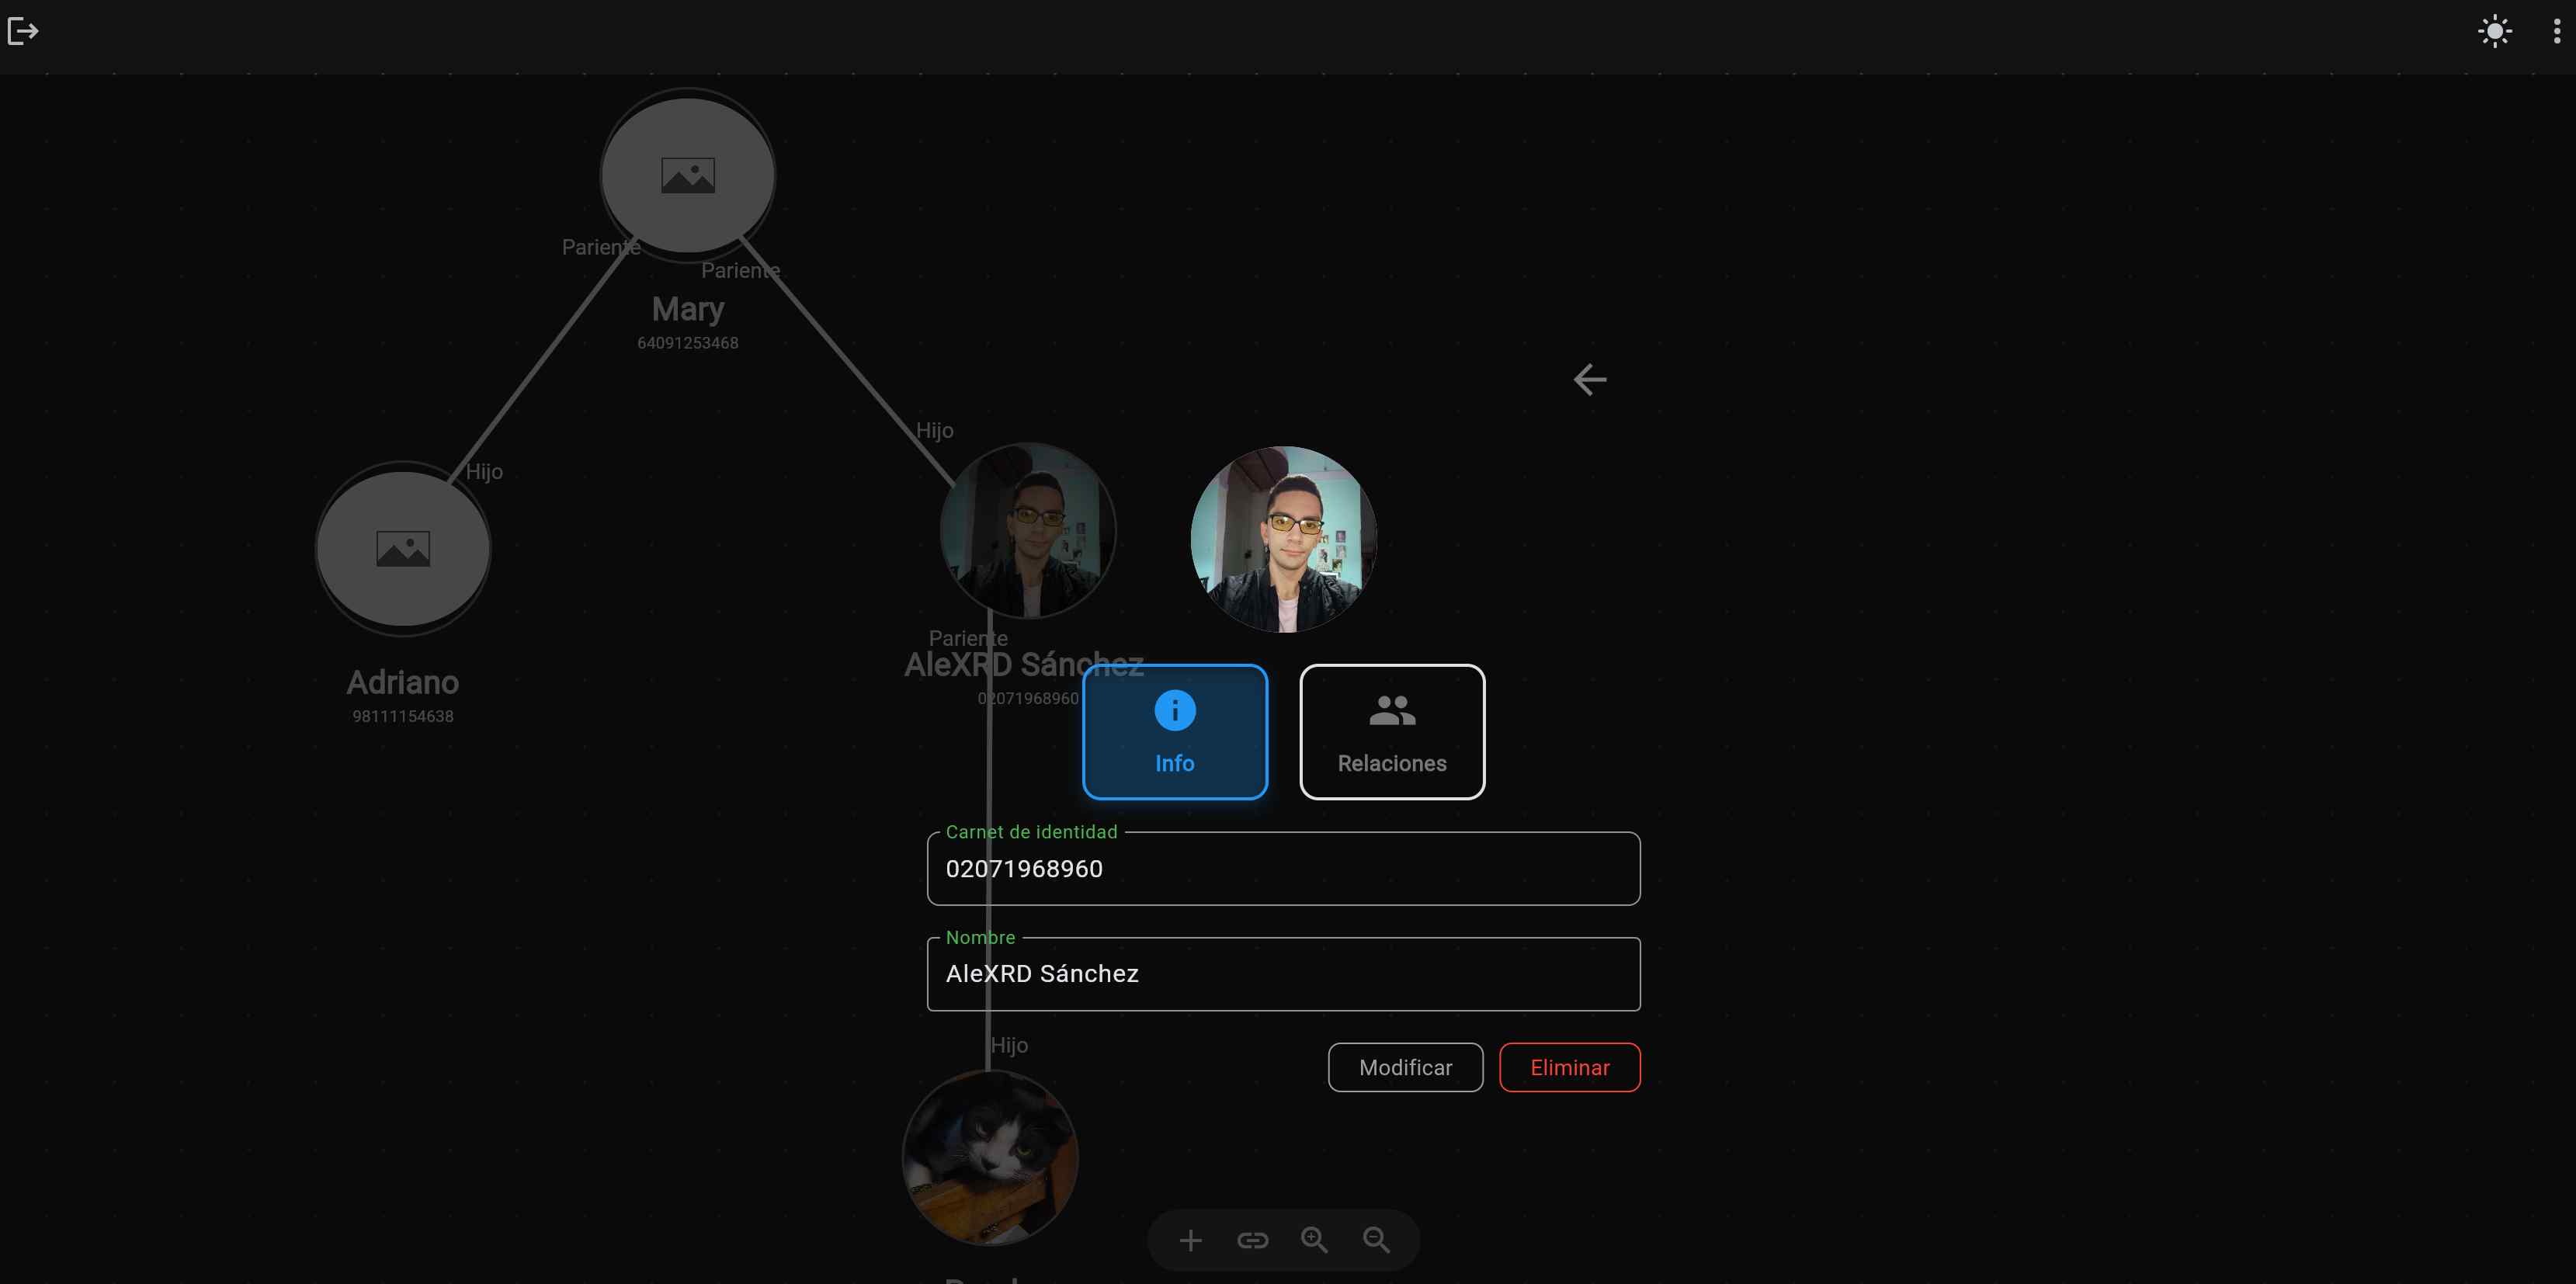 Pariente
Pariente
Mary
64091253468
Hijo
Hijo
Pariente
AleXRD Sánchez
02071968960
Adriano
98111154638
Info
Relaciones
Carnet de identidad
02071968960
Nombre
AleXRD Sánchez
Hijo
Modificar
Eliminar